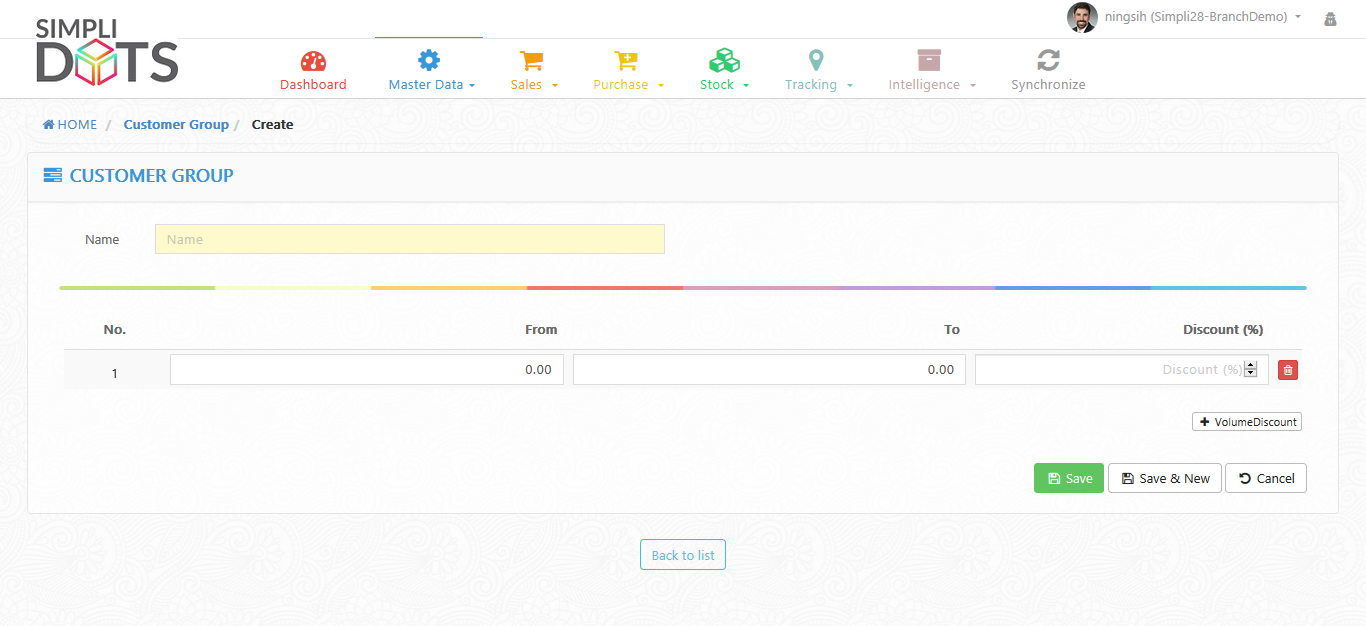 SIMPLI
DOTS
ningsih (Simpli28-BranchDemo)
Dashboard
Master Data
Sales
Purchase
Stock
Tracking
Intelligence
Synchronize
HOME / Customer Group / Create
CUSTOMER GROUP
Name
Name
No. From To Discount (%)
1 0.00 0.00 Discount (%)
VolumeDiscount
Save
Save & New
Cancel
Back to list